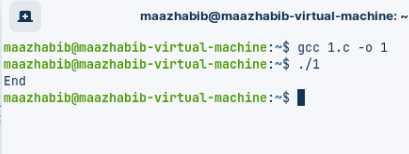 maazhabib@maazhabib-virtual-machine: ~
maazhabib@maazhabib-virtual-machine:~$ gcc 1.c -o 1
maazhabib@maazhabib-virtual-machine:~$ ./1
End
maazhabib@maazhabib-virtual-machine:~$